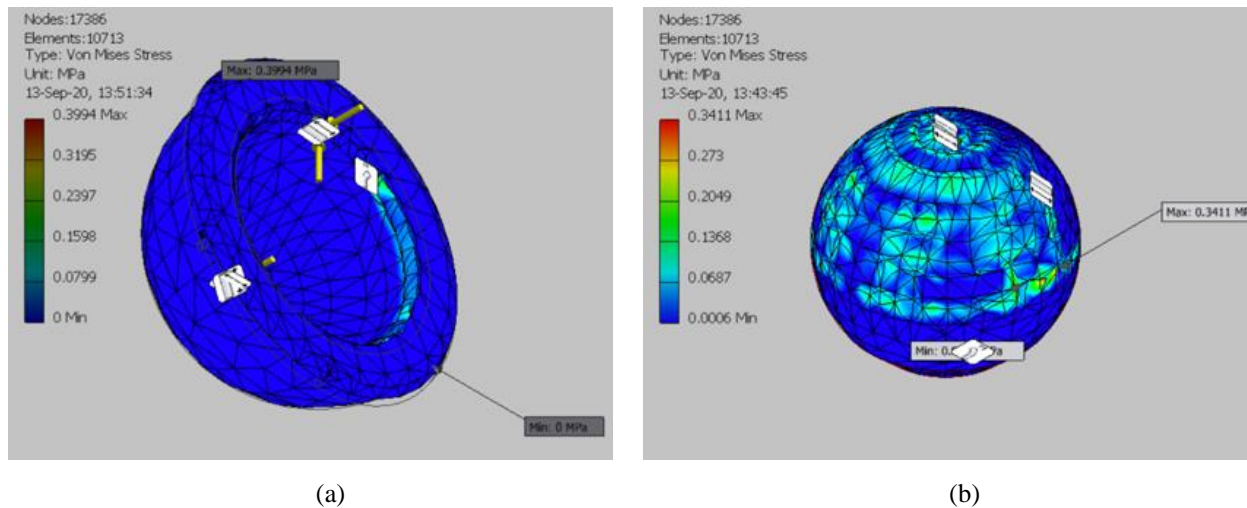 Nodes:17386
Elements:10713
Type: Von Mises Stress
Unit: MPa
13-Sep-20, 13:51:34
0.3994 Max
0.3195
0.2397
0.1598
0.0799
0 Min
Max: 0.3994 MPa
?
Min: 0 MPa
(a)
Nodes:17386
Elements:10713
Type: Von Mises Stress
Unit: MPa
13-Sep-20, 13:43:45
0.3411 Max
0.273
0.2049
0.1368
0.0687
0.0006 Min
Max: 0.3411
Min:
(b)